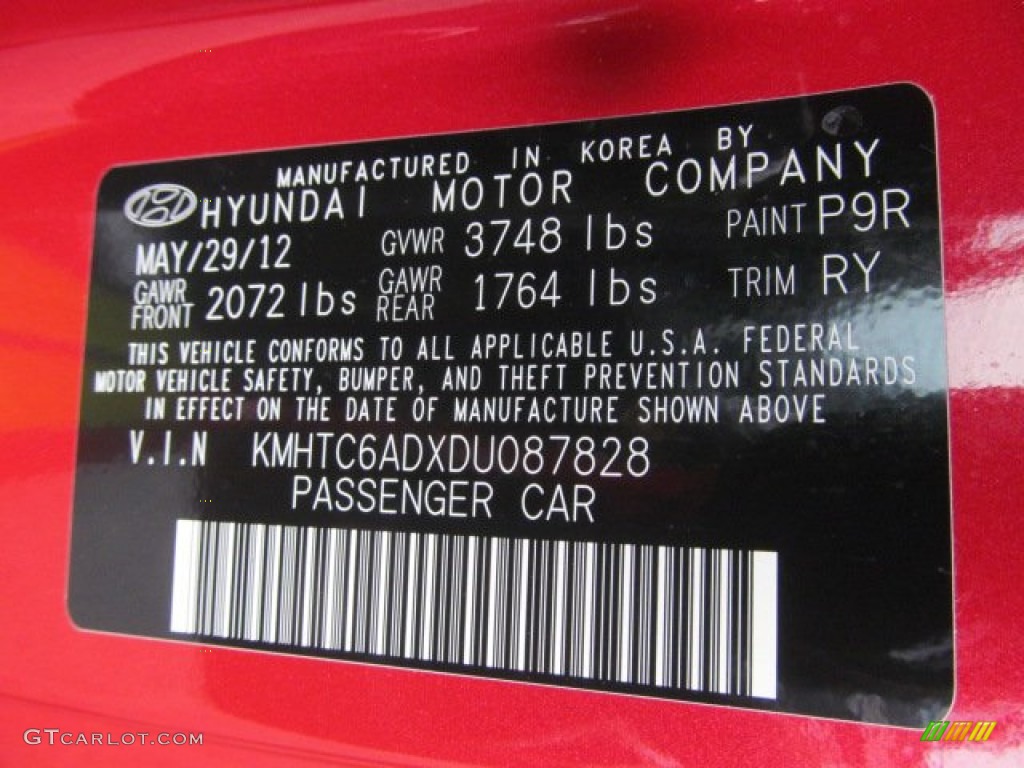 MANUFACTURED IN KOREA BY
HYUNDAI MOTOR COMPANY
MAY/29/12 GVWR 3748 lbs PAINT P9R
GAWR FRONT 2072 lbs GAWR REAR 1764 lbs TRIM RY
THIS VEHICLE CONFORMS TO ALL APPLICABLE U.S.A. FEDERAL
MOTOR VEHICLE SAFETY, BUMPER, AND THEFT PREVENTION STANDARDS
IN EFFECT ON THE DATE OF MANUFACTURE SHOWN ABOVE
V.I.N KMHTC6ADXDU087828
PASSENGER CAR
GTCARLOT.COM